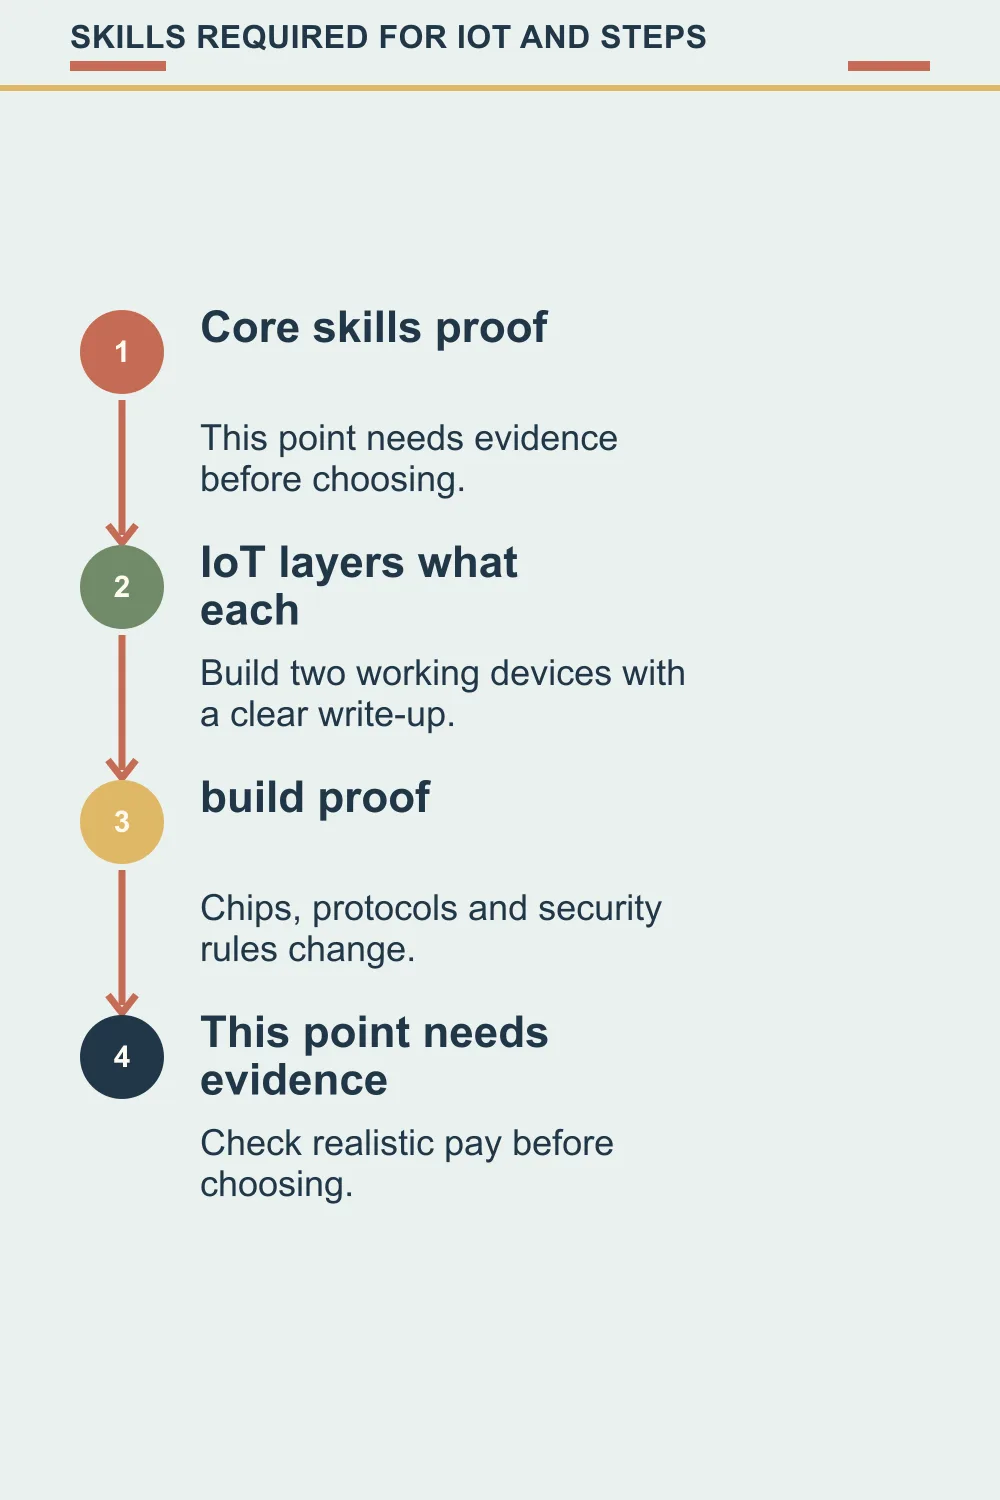 SKILLS REQUIRED FOR IOT AND STEPS
1
Core skills proof
This point needs evidence
before choosing.
2
IoT layers what
each
Build two working devices with
a clear write-up.
3
build proof
Chips, protocols and security
rules change.
4
This point needs
evidence
Check realistic pay before
choosing.